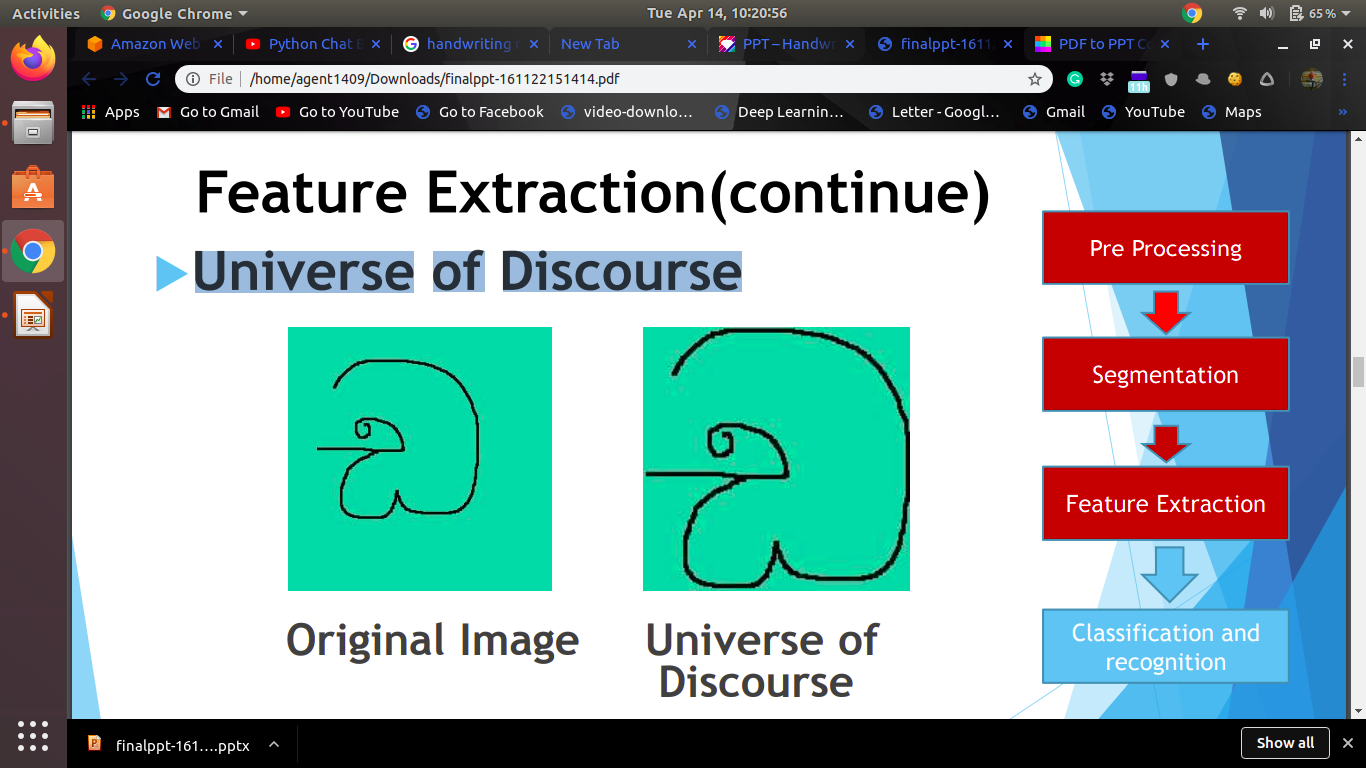 Activities
Google Chrome
Tue Apr 14, 10:20:56
65 %
Amazon Web
Python Chat B
handwriting
New Tab
PPT – Handwr
finalppt-1611
PDF to PPT Co
File
/home/agent1409/Downloads/finalppt-161122151414.pdf
11h
Apps
Go to Gmail
Go to YouTube
Go to Facebook
video-downlo...
Deep Learnin...
Letter - Googl...
Gmail
YouTube
Maps
»
Feature Extraction(continue)
Universe of Discourse
Original Image
Universe of
Discourse
Pre Processing
Segmentation
Feature Extraction
Classification and
recognition
finalppt-161....pptx
Show all